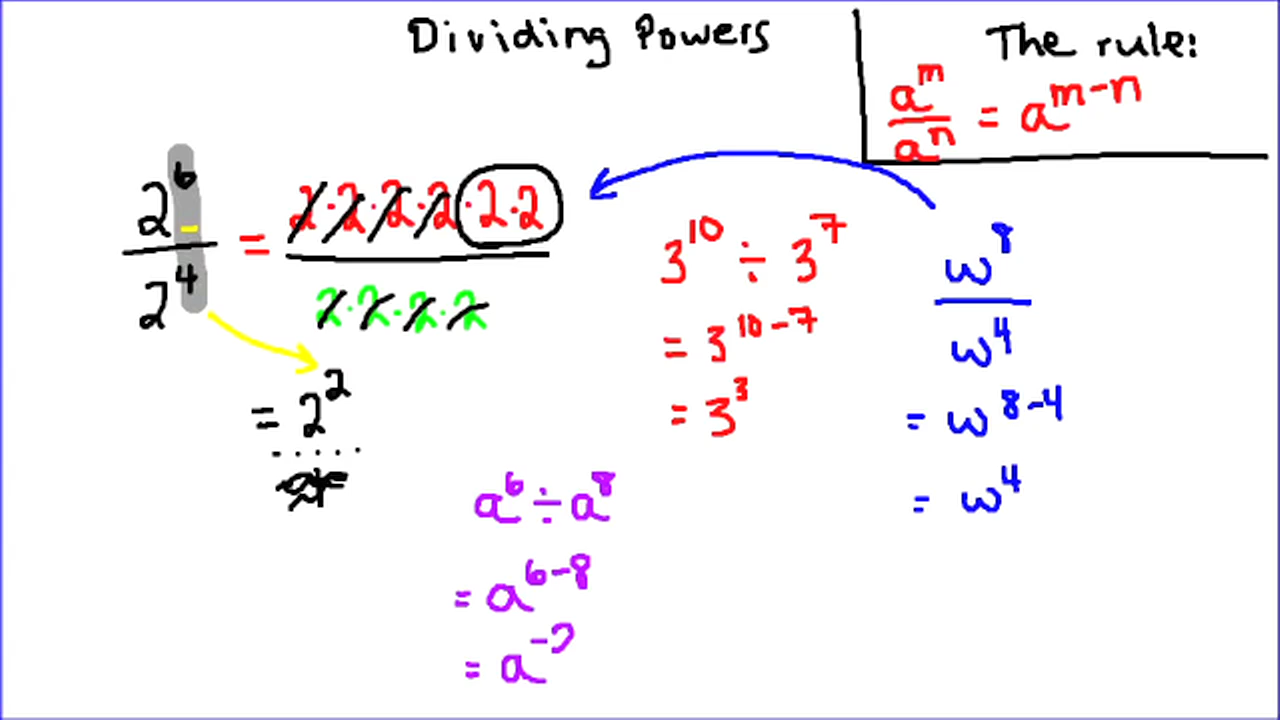 Dividing Powers
The rule:
a^m/a^n = a^(m-n)
2^6/2^4 = 2·2·2·2·2·2/2·2·2·2
= 2^2
3^10 ÷ 3^7
= 3^(10-7)
= 3^3
w^8/w^4
= w^(8-4)
= w^4
a^6 ÷ a^8
= a^(6-8)
= a^-2